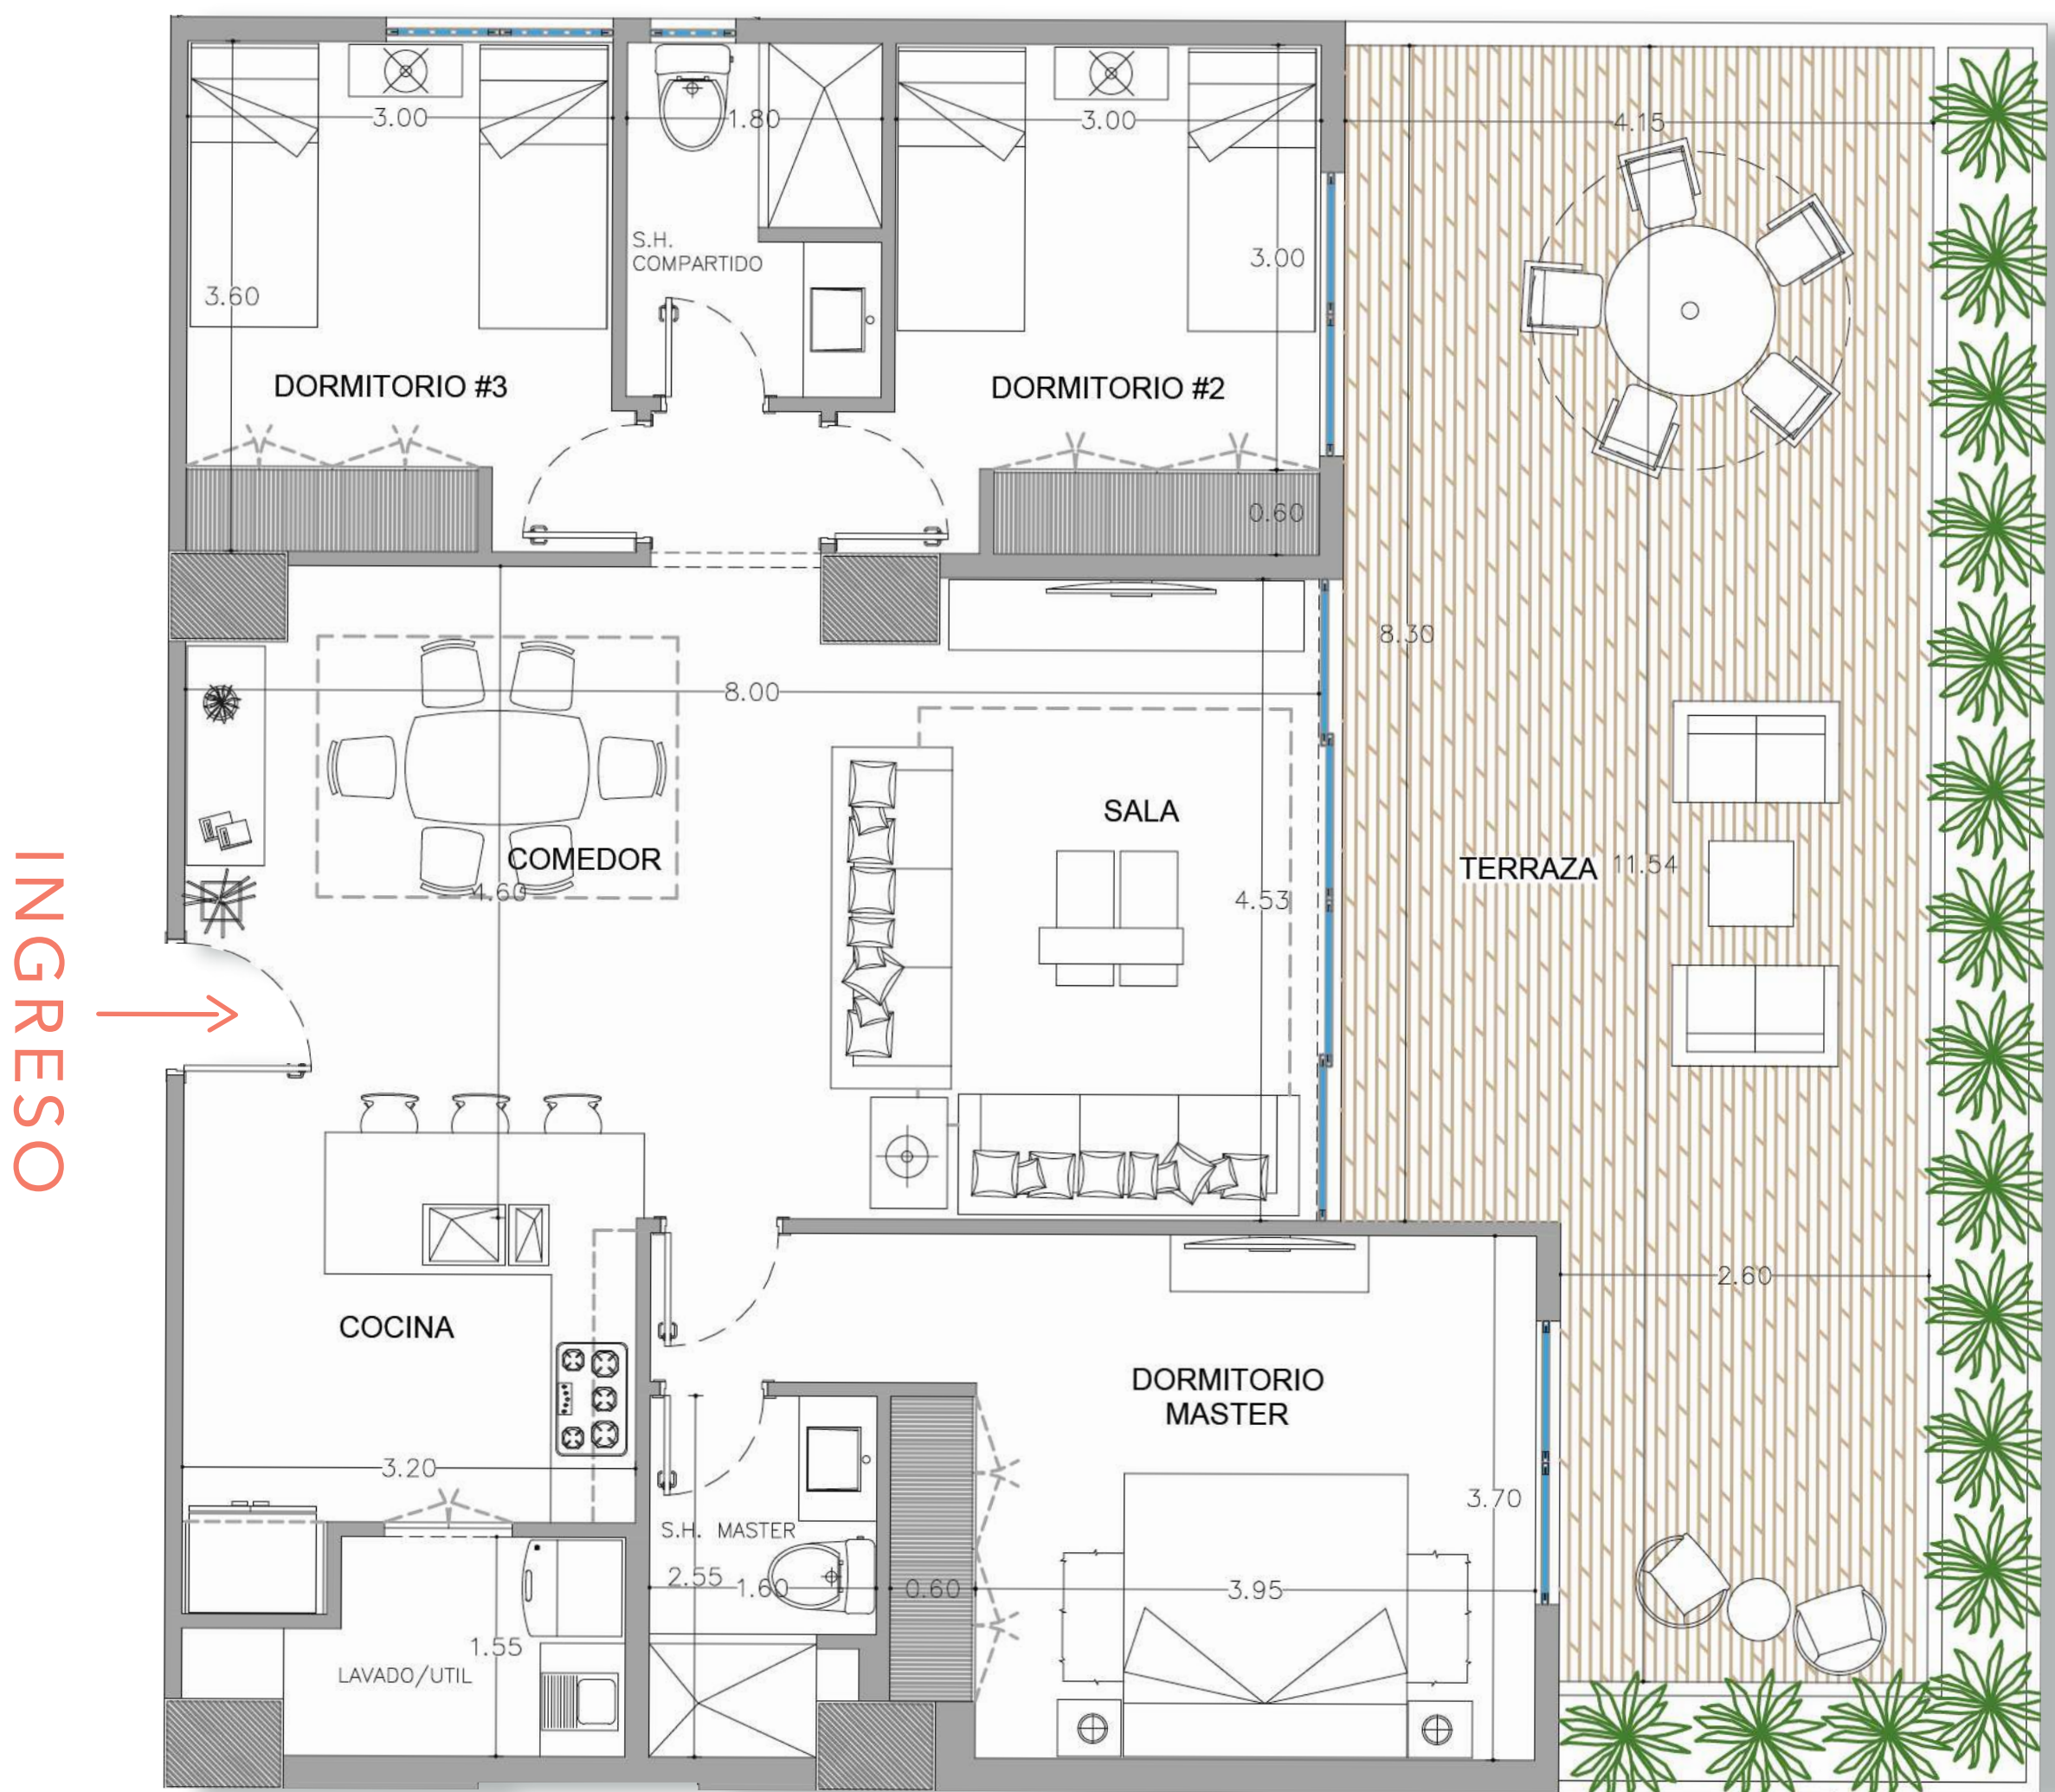 3.00
1.80
3.00
4.15
S.H.
COMPARTIDO
3.00
3.60
DORMITORIO #3
DORMITORIO #2
0.60
8.30
8.00
SALA
COMEDOR
4.60
4.53
TERRAZA
11.54
INGRESO
2.60
COCINA
DORMITORIO
MASTER
3.20
3.70
S.H. MASTER
2.55
1.60
0.60
3.95
1.55
LAVADO/UTIL